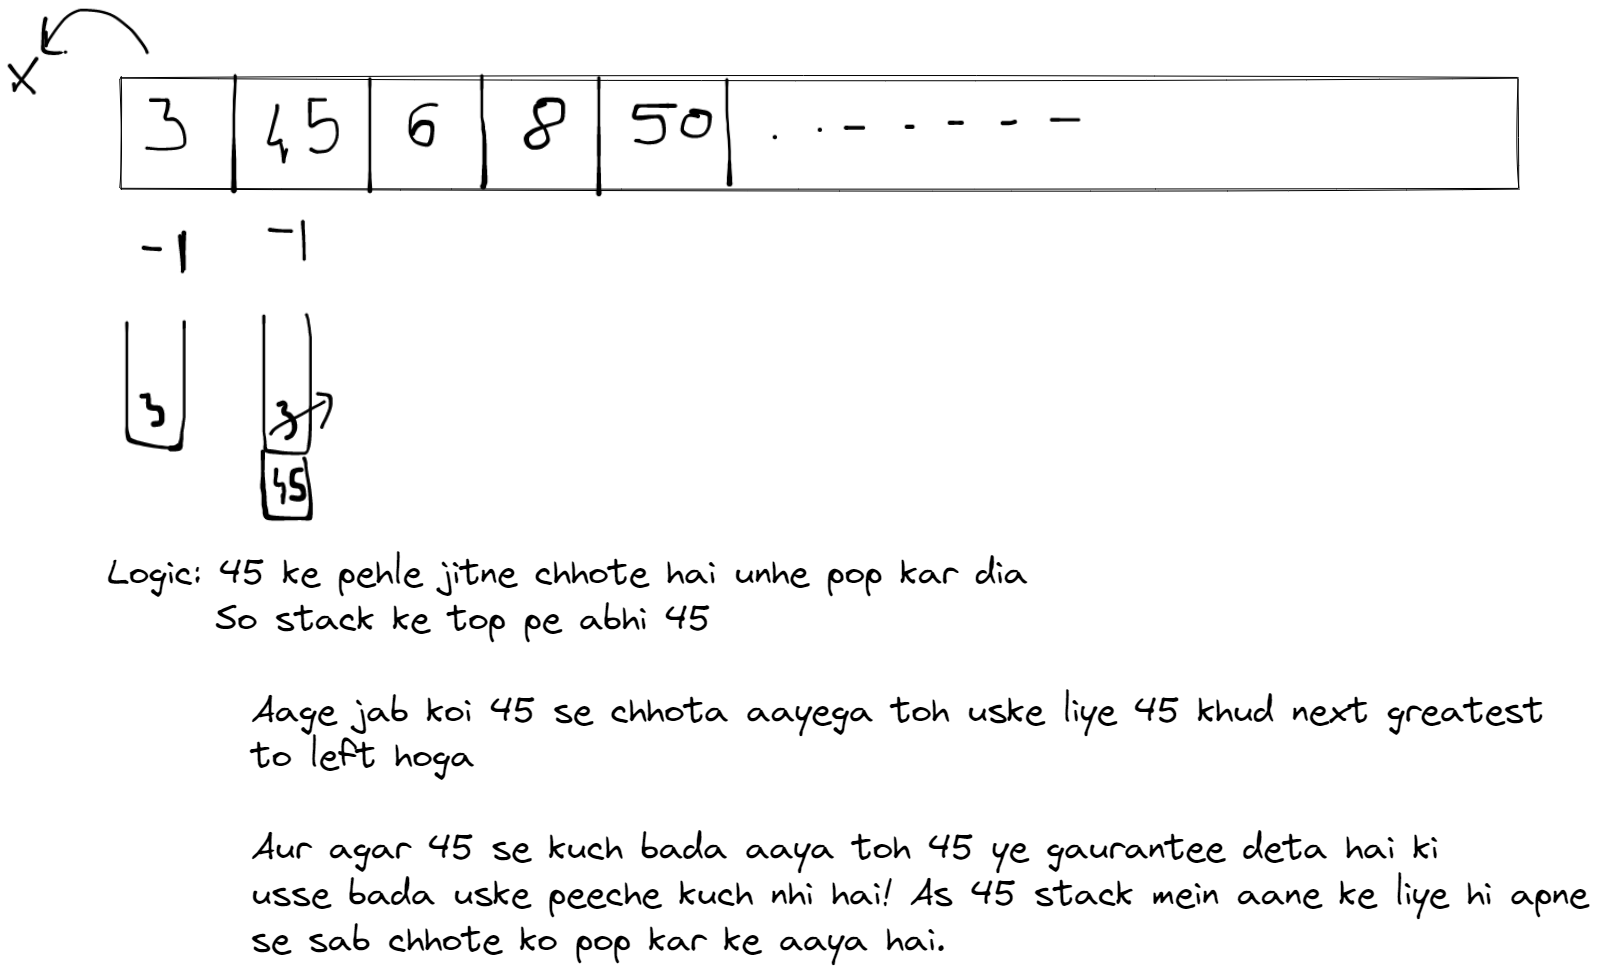 X
3 45 6 8 50 . . - - - - -
-1 -1
3 3
45
Logic: 45 ke pehle jitne chhote hai unhe pop kar dia
So stack ke top pe abhi 45
Aage jab koi 45 se chhota aayega toh uske liye 45 khud next greatest
to left hoga
Aur agar 45 se kuch bada aaya toh 45 ye gaurantee deta hai ki
usse bada uske peeche kuch nhi hai! As 45 stack mein aane ke liye hi apne
se sab chhote ko pop kar ke aaya hai.